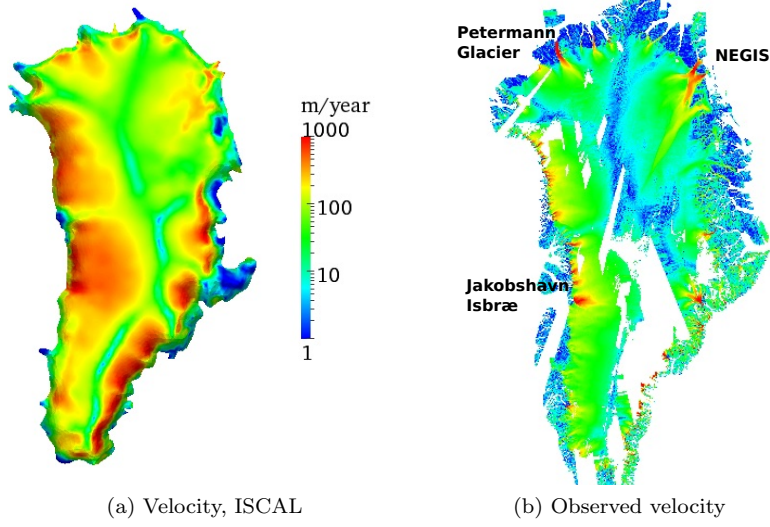 Petermann
Glacier
NEGIS
m/year
1000
100
10
1
Jakobshavn
Isbræ
(a) Velocity, ISCAL
(b) Observed velocity